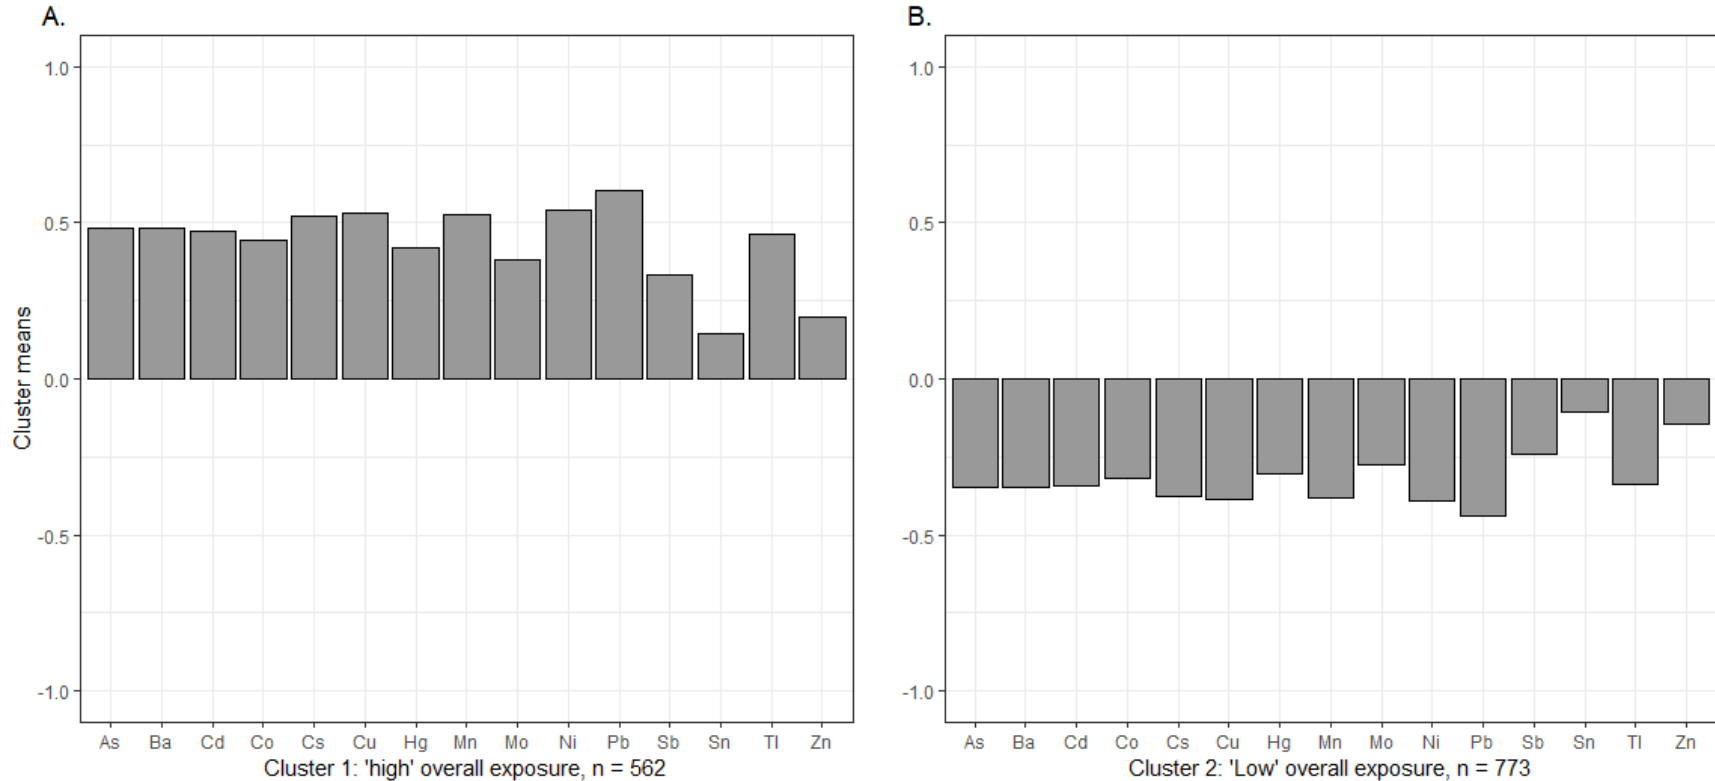 A.
Cluster means
1.0
0.5
0.0
-0.5
-1.0
As Ba Cd Co Cs Cu Hg Mn Mo Ni Pb Sb Sn Tl Zn
Cluster 1: 'high' overall exposure, n = 562
B.
1.0
0.5
0.0
-0.5
-1.0
As Ba Cd Co Cs Cu Hg Mn Mo Ni Pb Sb Sn Tl Zn
Cluster 2: 'Low' overall exposure, n = 773